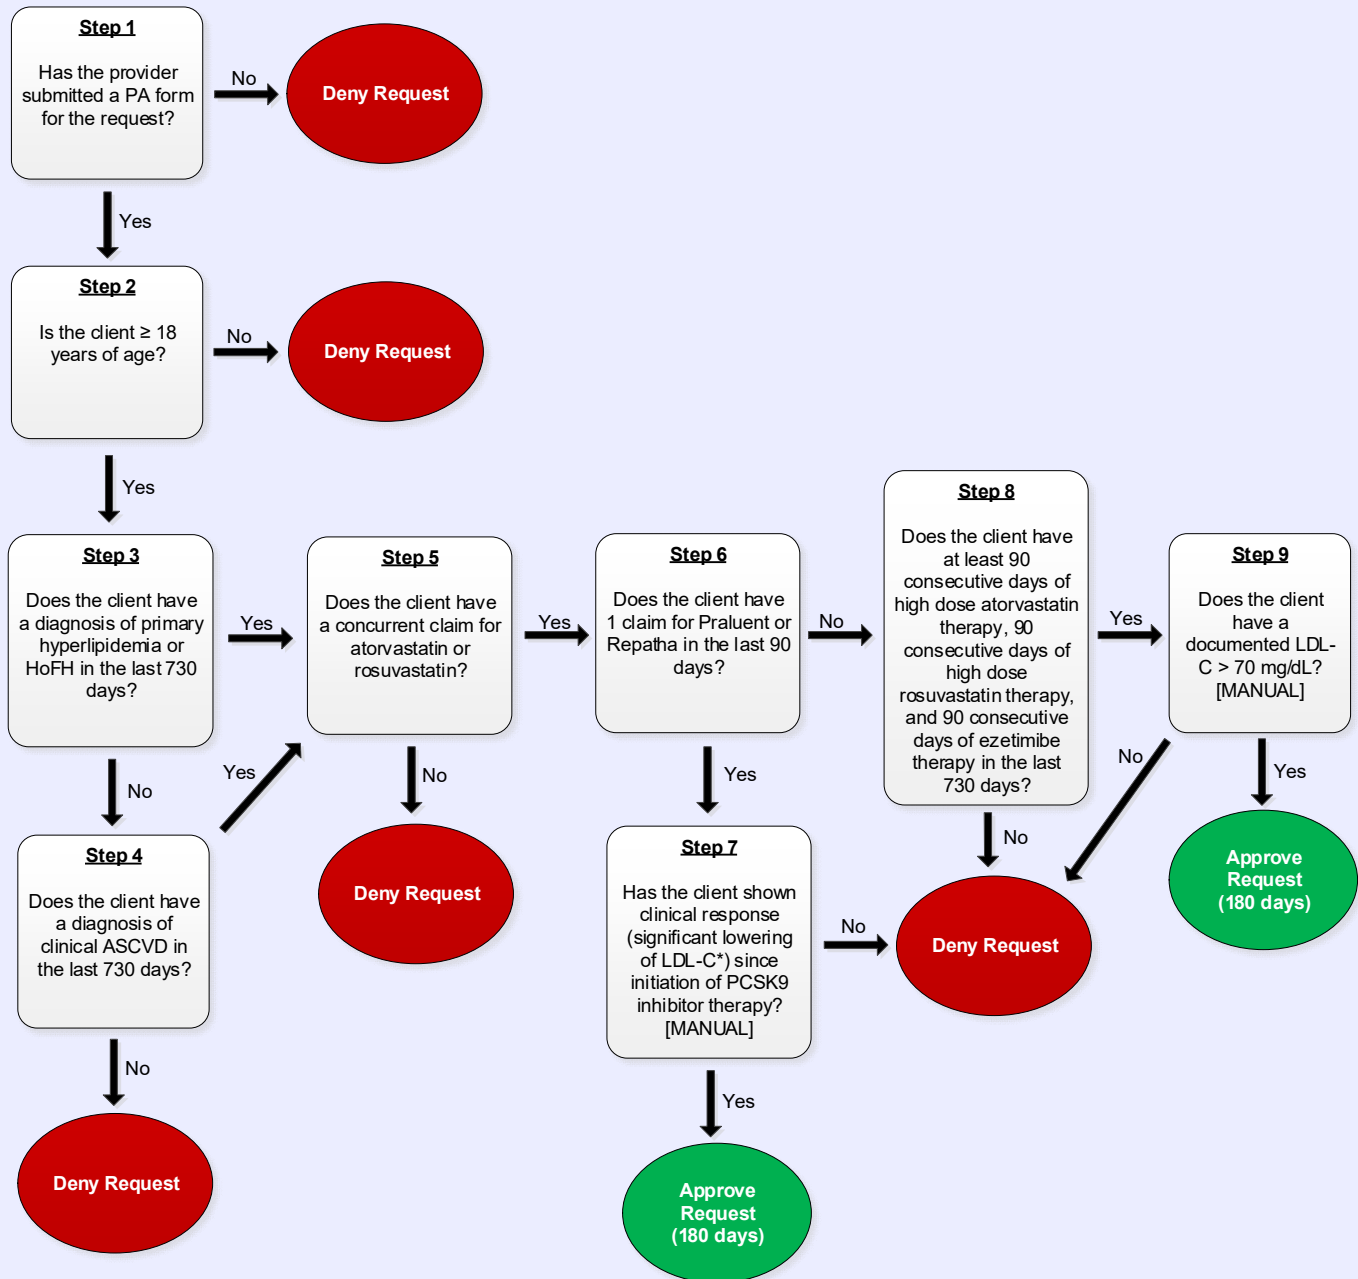 Step 1
Has the provider
submitted a PA form
for the request?
No
Deny Request
Yes
Step 2
Is the client ≥ 18
years of age?
No
Deny Request
Yes
Step 3
Does the client have
a diagnosis of primary
hyperlipidemia or
HoFH in the last 730
days?
Yes
No
Step 4
Does the client have
a diagnosis of
clinical ASCVD in
the last 730 days?
Yes
No
Deny Request
Step 5
Does the client have
a concurrent claim for
atorvastatin or
rosuvastatin?
Yes
No
Deny Request
Step 6
Does the client have
1 claim for Praluent or
Repatha in the last 90
days?
No
Yes
Step 7
Has the client shown
clinical response
(significant lowering
of LDL-C*) since
initiation of PCSK9
inhibitor therapy?
[MANUAL]
No
Yes
Approve
Request
(180 days)
Step 8
Does the client have
at least 90
consecutive days of
high dose atorvastatin
therapy, 90
consecutive days of
high dose
rosuvastatin therapy,
and 90 consecutive
days of ezetimibe
therapy in the last
730 days?
Yes
No
Deny Request
Step 9
Does the client
have a
documented LDL-
C > 70 mg/dL?
[MANUAL]
No
Yes
Approve
Request
(180 days)